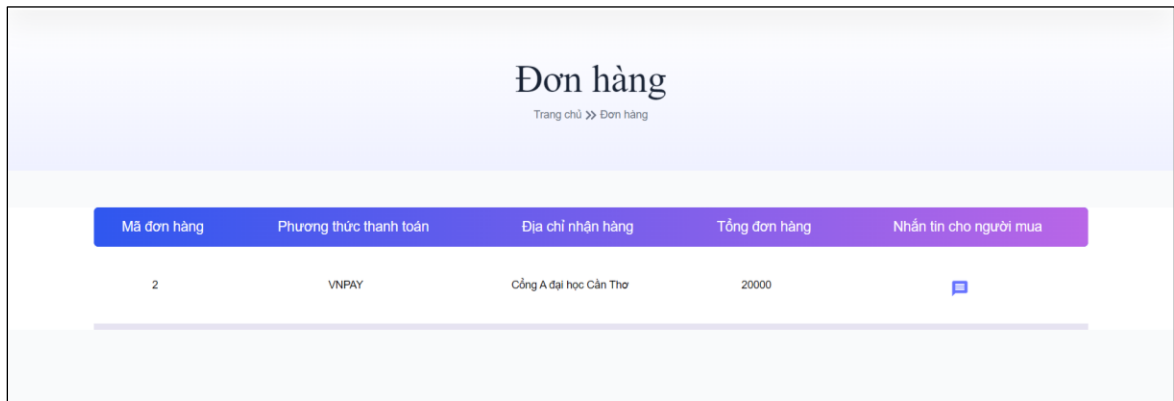 Đơn hàng
Trang chủ >> Đơn hàng
Mã đơn hàng Phương thức thanh toán Địa chỉ nhận hàng Tổng đơn hàng Nhắn tin cho người mua
2 VNPAY Cổng A đại học Cần Thơ 20000